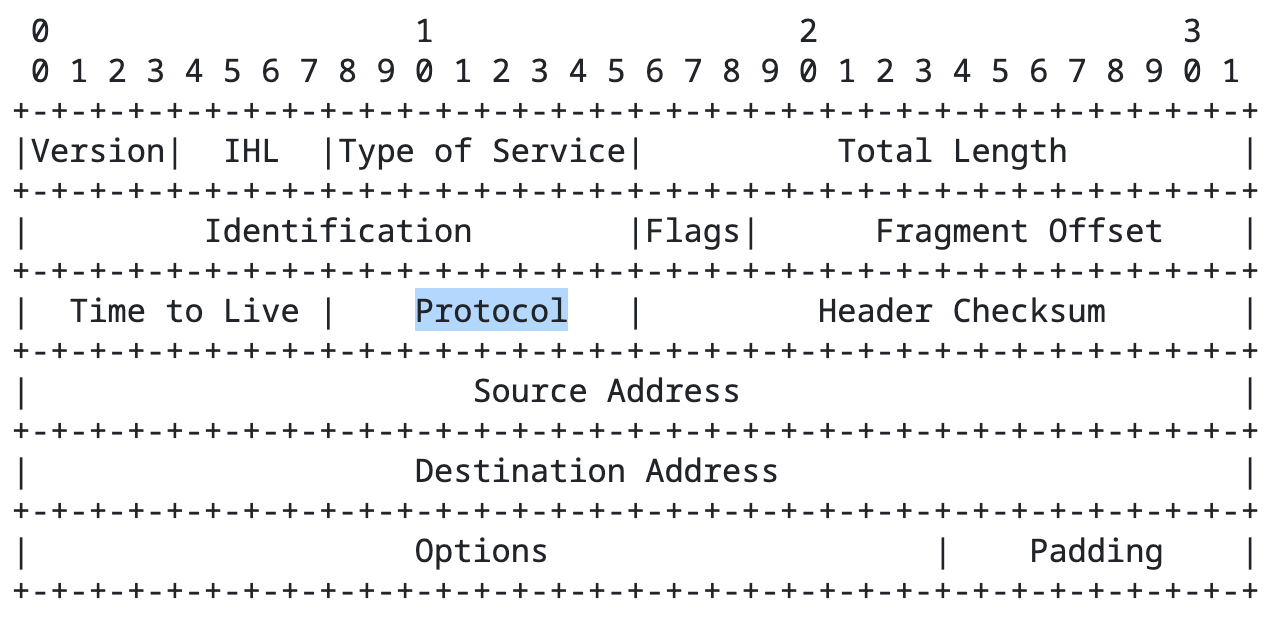 0                   1                   2                   3
 0 1 2 3 4 5 6 7 8 9 0 1 2 3 4 5 6 7 8 9 0 1 2 3 4 5 6 7 8 9 0 1
+-+-+-+-+-+-+-+-+-+-+-+-+-+-+-+-+-+-+-+-+-+-+-+-+-+-+-+-+-+-+-+-+
|Version|  IHL  |Type of Service|          Total Length         |
+-+-+-+-+-+-+-+-+-+-+-+-+-+-+-+-+-+-+-+-+-+-+-+-+-+-+-+-+-+-+-+-+
|         Identification        |Flags|      Fragment Offset    |
+-+-+-+-+-+-+-+-+-+-+-+-+-+-+-+-+-+-+-+-+-+-+-+-+-+-+-+-+-+-+-+-+
|  Time to Live |    Protocol   |         Header Checksum       |
+-+-+-+-+-+-+-+-+-+-+-+-+-+-+-+-+-+-+-+-+-+-+-+-+-+-+-+-+-+-+-+-+
|                       Source Address                          |
+-+-+-+-+-+-+-+-+-+-+-+-+-+-+-+-+-+-+-+-+-+-+-+-+-+-+-+-+-+-+-+-+
|                    Destination Address                        |
+-+-+-+-+-+-+-+-+-+-+-+-+-+-+-+-+-+-+-+-+-+-+-+-+-+-+-+-+-+-+-+-+
|                    Options                    |    Padding    |
+-+-+-+-+-+-+-+-+-+-+-+-+-+-+-+-+-+-+-+-+-+-+-+-+-+-+-+-+-+-+-+-+